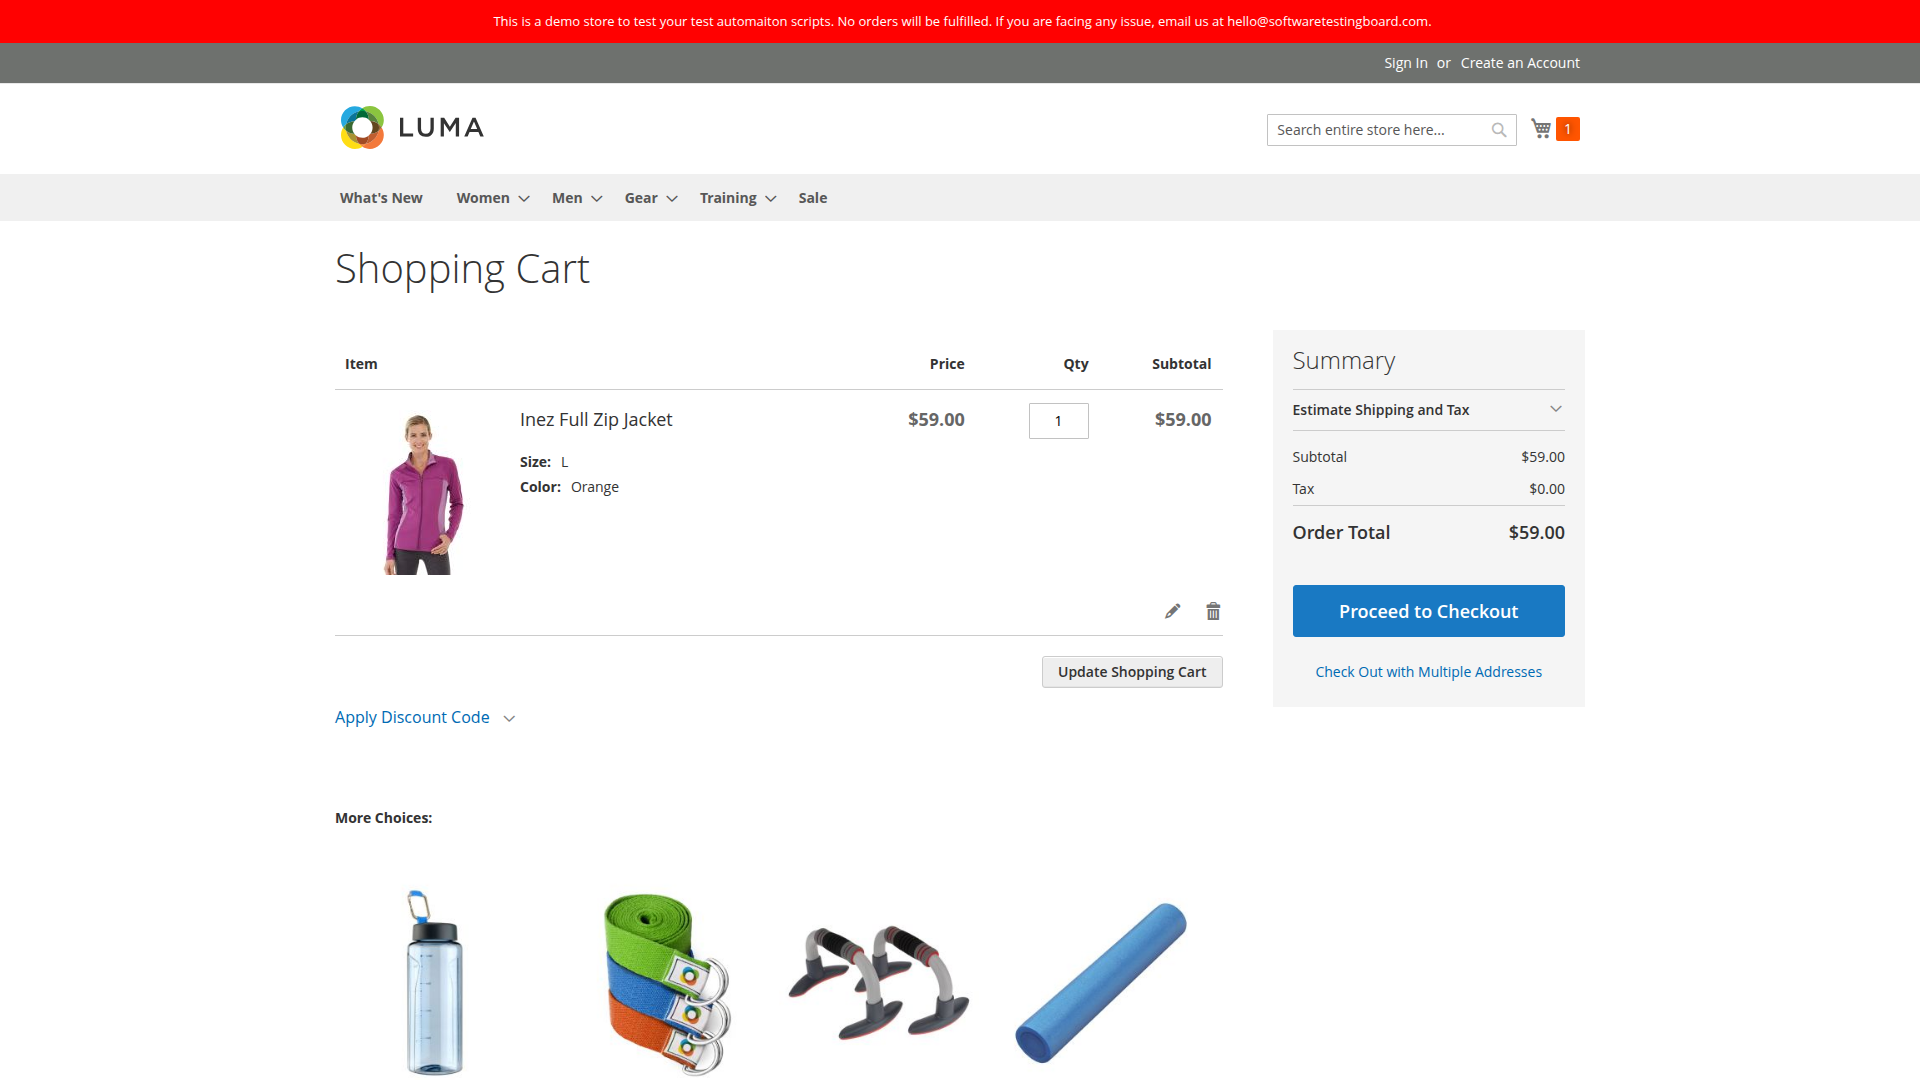 This is a demo store to test your test automaiton scripts. No orders will be fulfilled. If you are facing any issue, email us at hello@softwaretestingboard.com.
Sign In or Create an Account
LUMA
Search entire store here...
1
What's New
Women
Men
Gear
Training
Sale
Shopping Cart
Item Price Qty Subtotal
Inez Full Zip Jacket $59.00 1 $59.00
Size: L
Color: Orange
Update Shopping Cart
Apply Discount Code
Summary
Estimate Shipping and Tax
Subtotal $59.00
Tax $0.00
Order Total $59.00
Proceed to Checkout
Check Out with Multiple Addresses
More Choices: